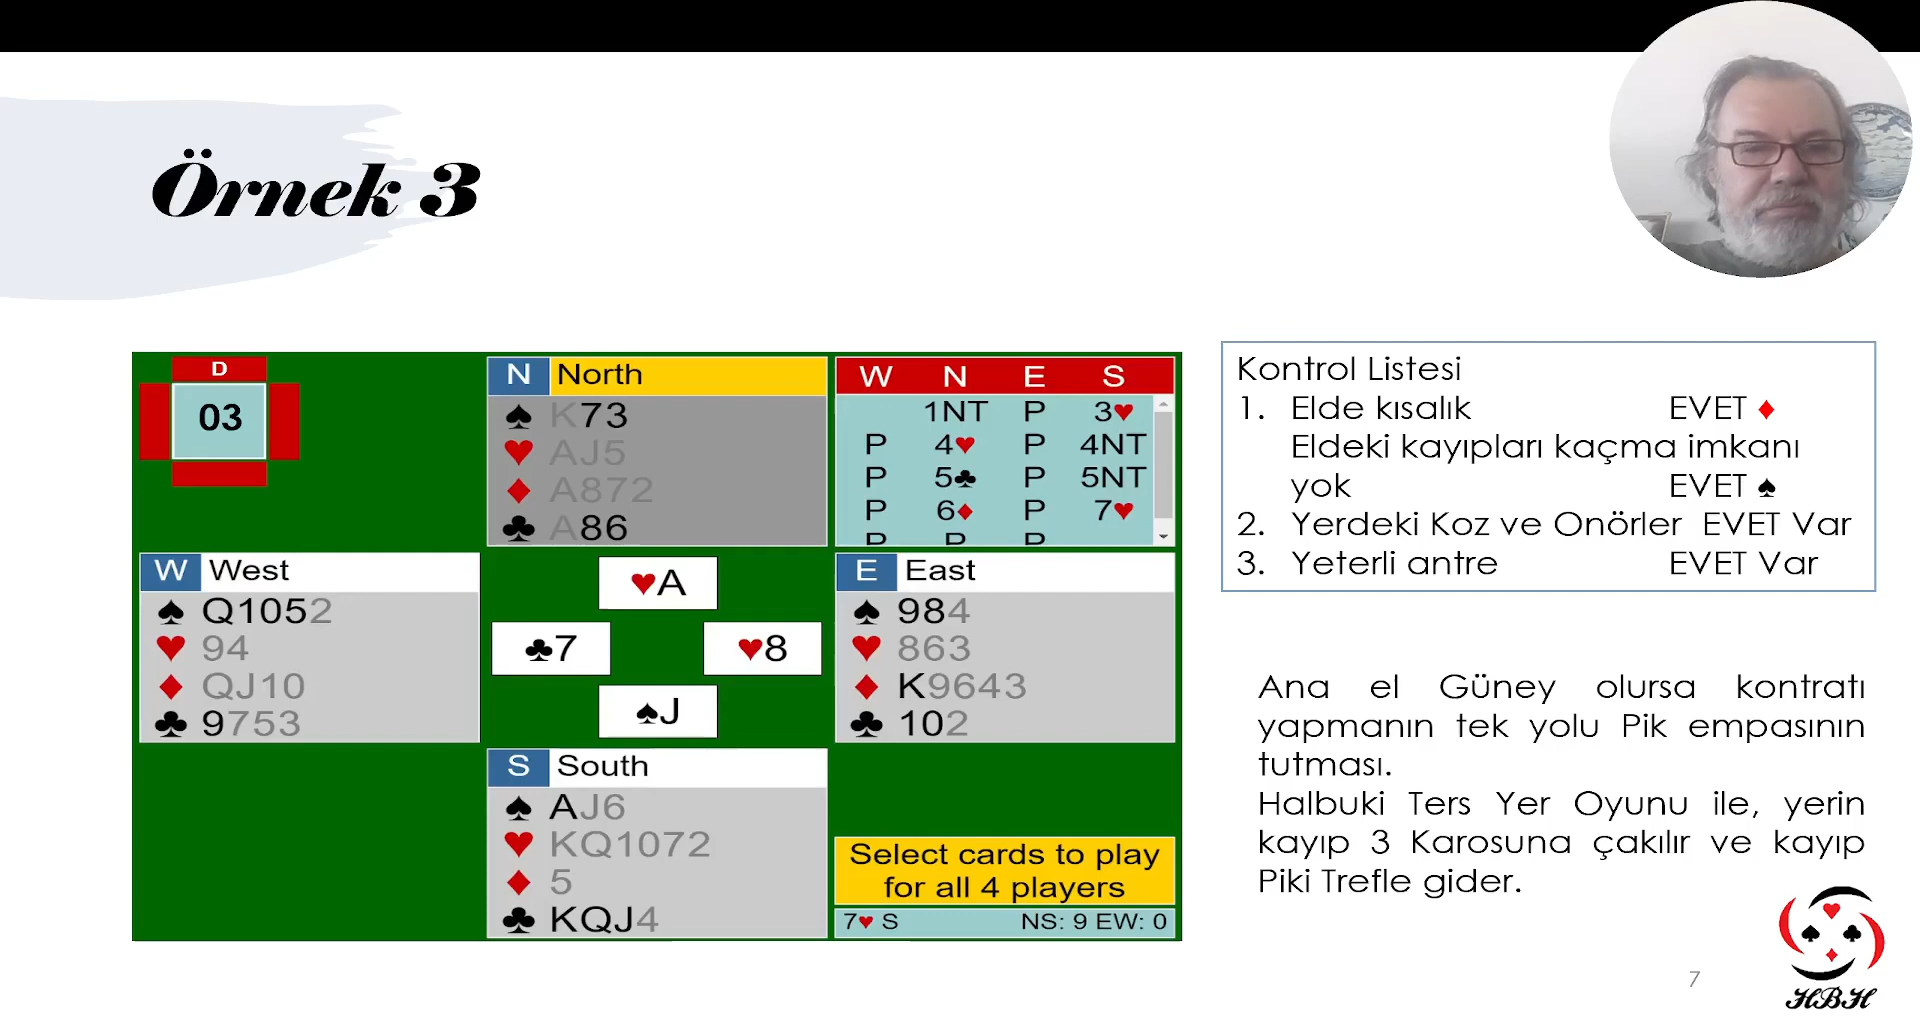 Örnek 3
D
03
N North
♠ K73
♥ AJ5
♦ A872
♣ A86
W N E S
1NT P 3♥
P 4♥ P 4NT
P 5♣ P 5NT
P 6♦ P 7♥
P P P
W West
♠ Q1052
♥ 94
♦ QJ10
♣ 9753
♥A
♣7
♥8
♠J
E East
♠ 984
♥ 863
♦ K9643
♣ 102
S South
♠ AJ6
♥ KQ1072
♦ 5
♣ KQJ4
Select cards to play
for all 4 players
7♥ S NS: 9 EW: 0
Kontrol Listesi
1. Elde kısalık EVET ♦
Eldeki kayıpları kaçma imkanı
yok EVET ♠
2. Yerdeki Koz ve Onörler EVET Var
3. Yeterli antre EVET Var
Ana el Güney olursa kontratı
yapmanın tek yolu Pik empasının
tutması.
Halbuki Ters Yer Oyunu ile, yerin
kayıp 3 Karosuna çakılır ve kayıp
Piki Trefle gider.
7
HBH